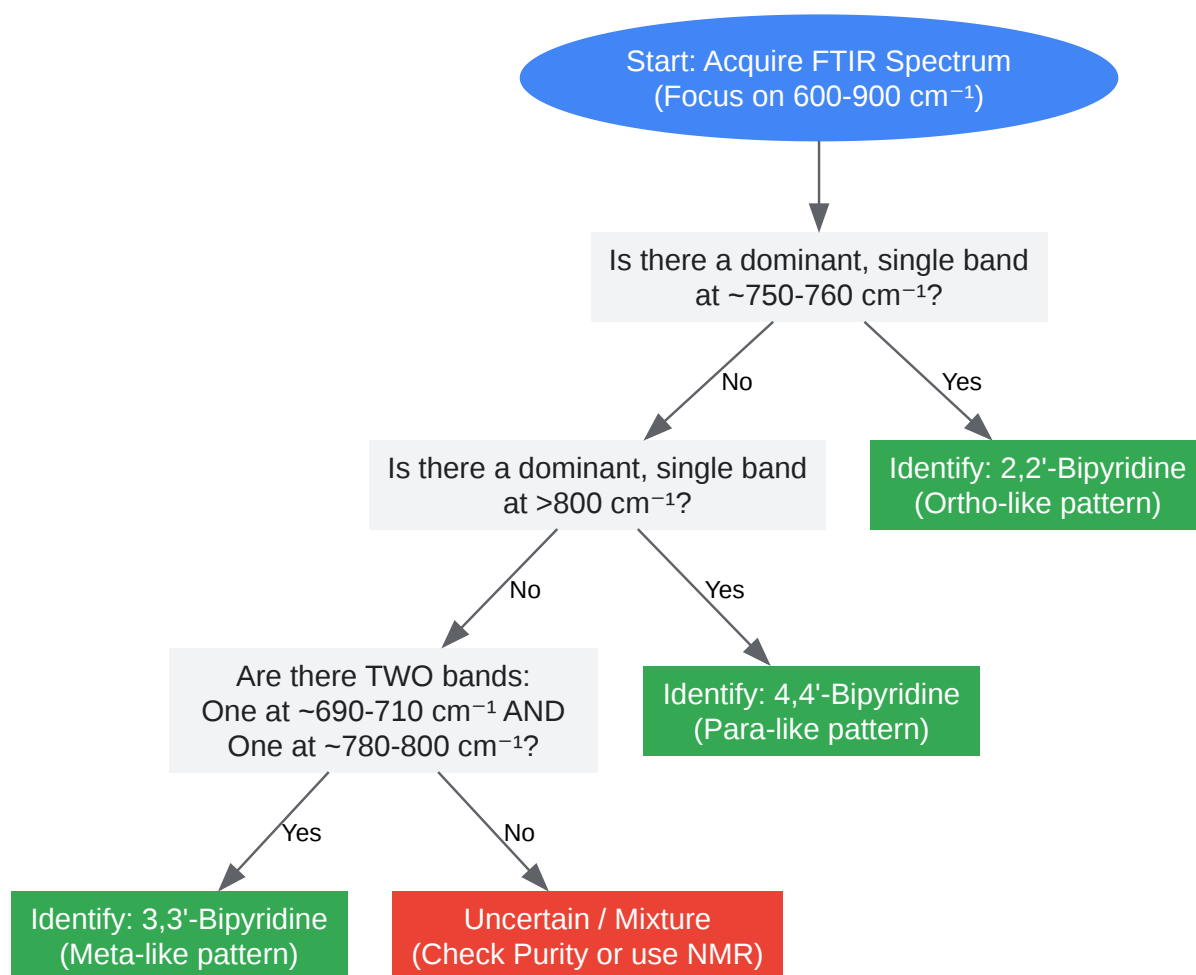 Start: Acquire FTIR Spectrum
(Focus on 600-900 cm⁻¹)
Is there a dominant, single band
at ~750-760 cm⁻¹?
No
Yes
Is there a dominant, single band
at >800 cm⁻¹?
Identify: 2,2'-Bipyridine
(Ortho-like pattern)
No
Yes
Are there TWO bands:
One at ~690-710 cm⁻¹ AND
One at ~780-800 cm⁻¹?
Identify: 4,4'-Bipyridine
(Para-like pattern)
Yes
No
Identify: 3,3'-Bipyridine
(Meta-like pattern)
Uncertain / Mixture
(Check Purity or use NMR)